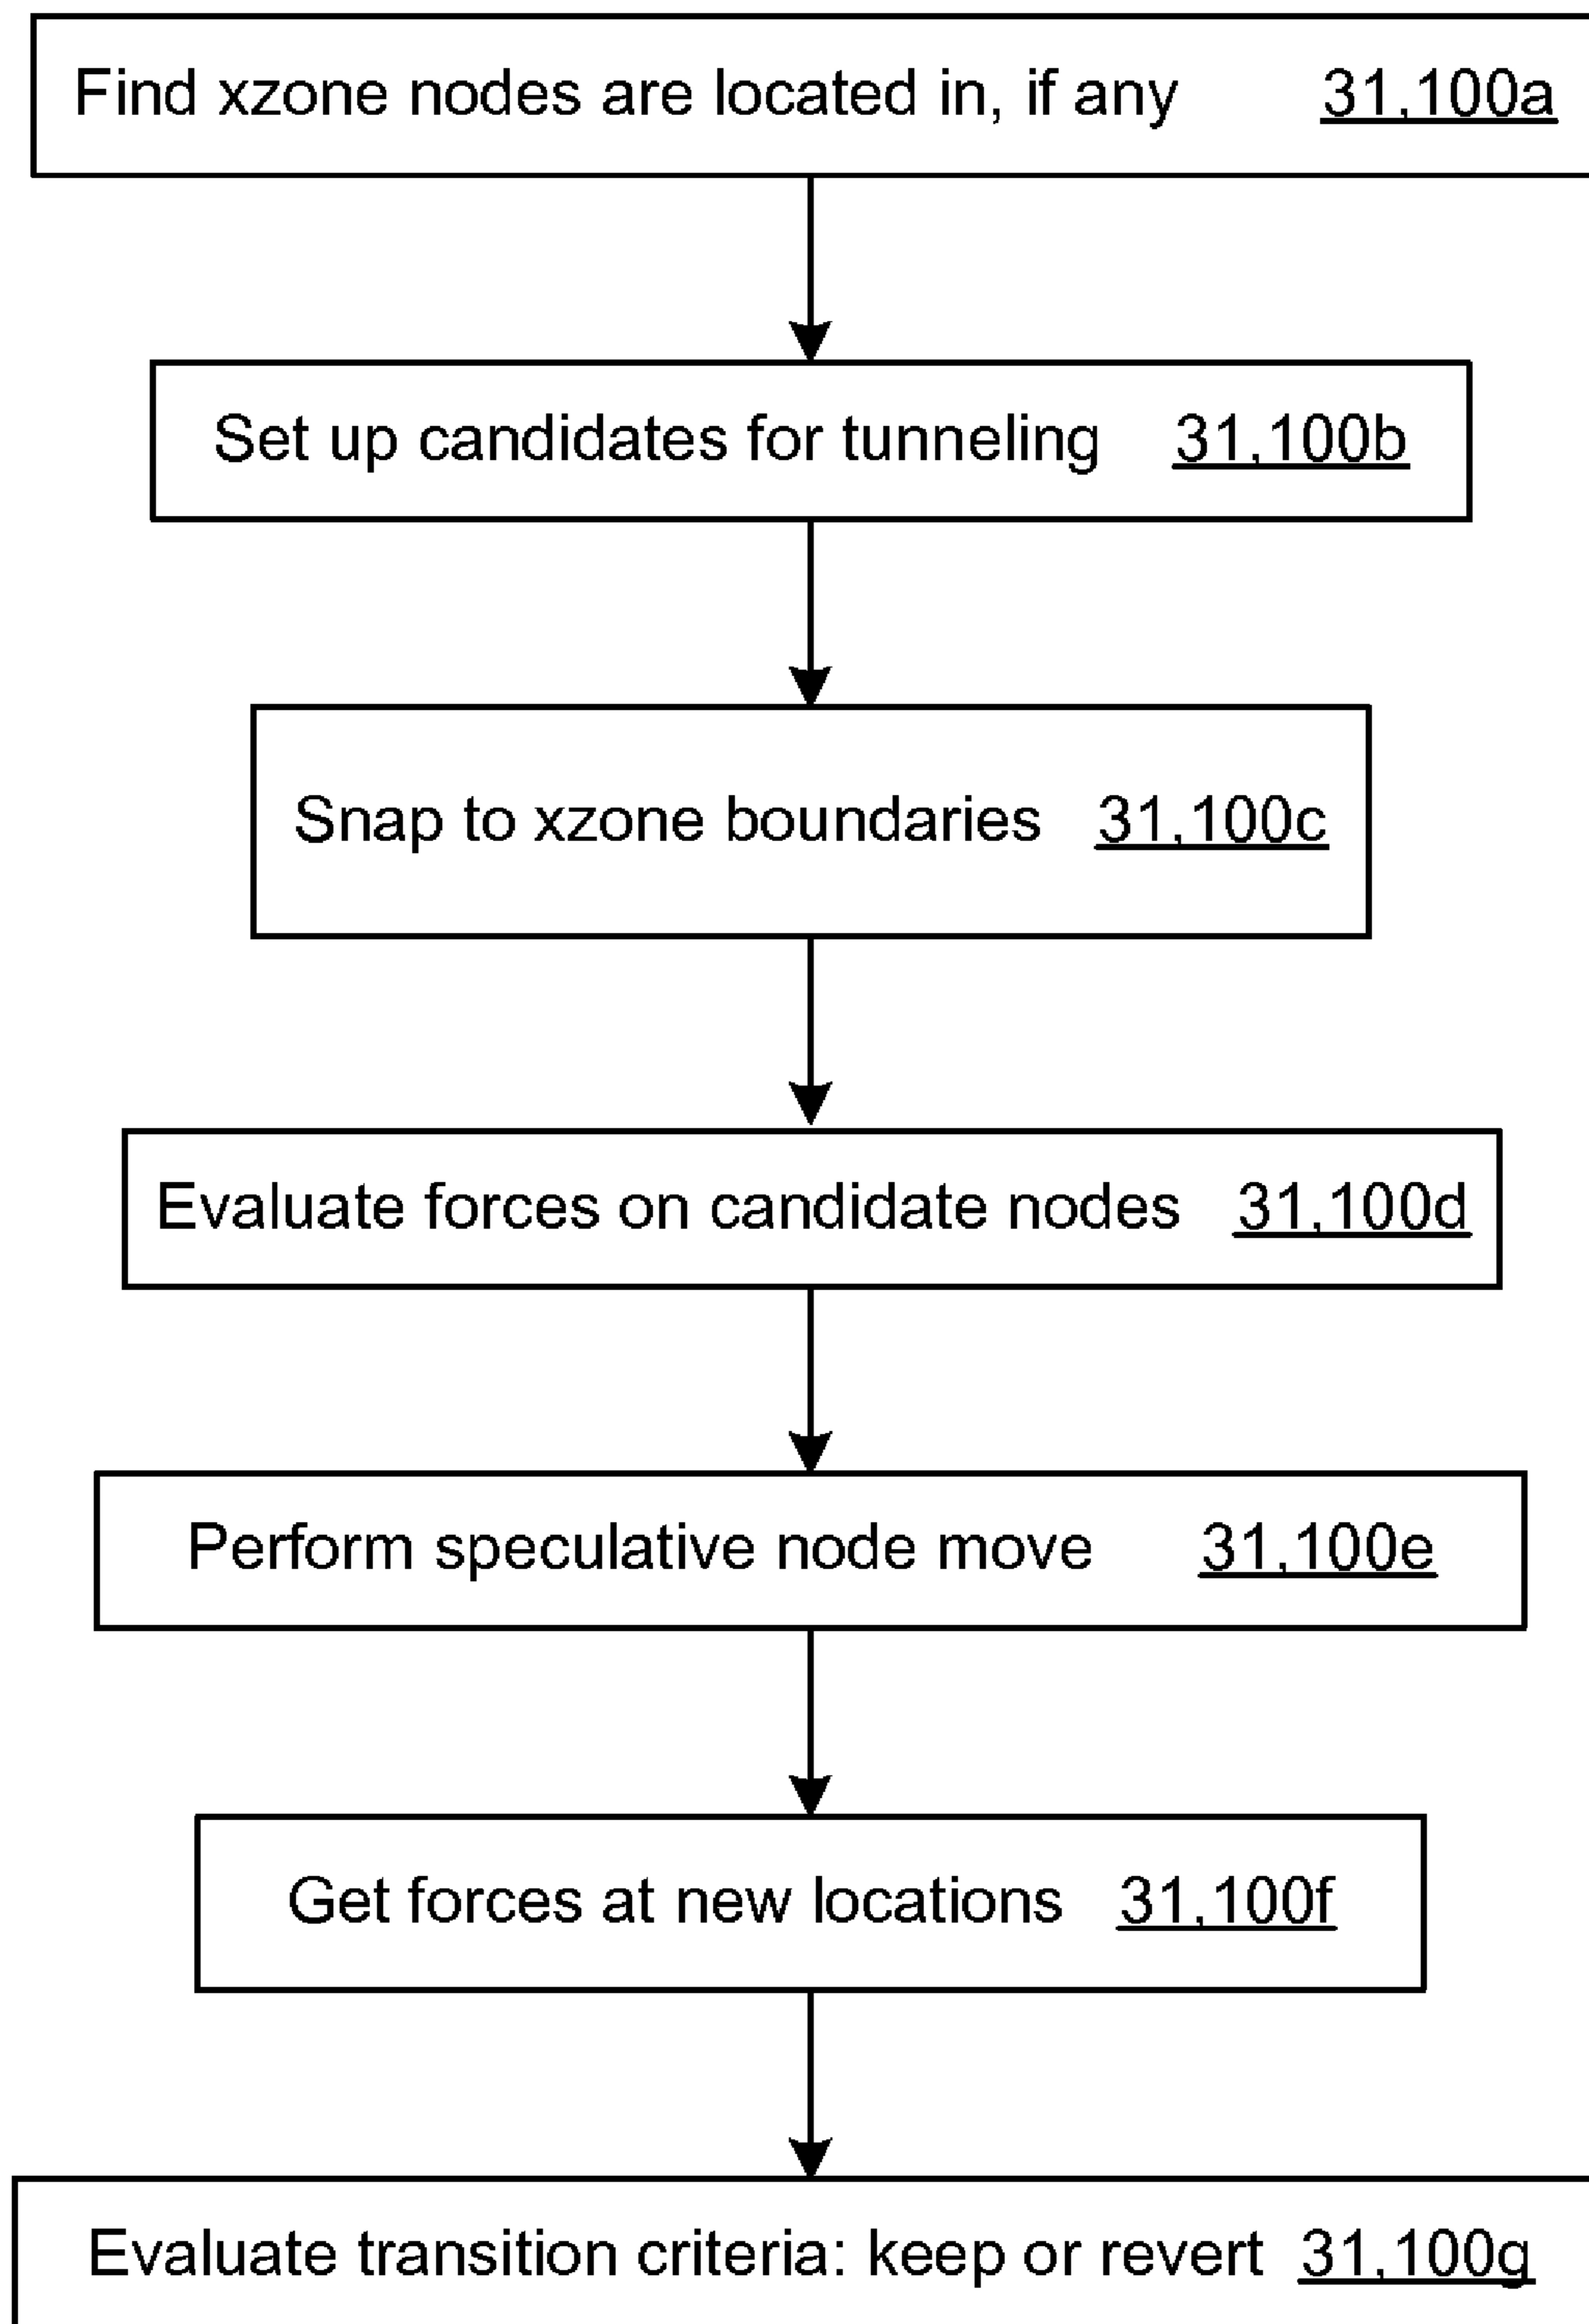 Find xzone nodes are located in, if any 31,100a
Set up candidates for tunneling 31,100b
Snap to xzone boundaries 31,100c
Evaluate forces on candidate nodes 31,100d
Perform speculative node move 31,100e
Get forces at new locations 31,100f
Evaluate transition criteria: keep or revert 31,100g